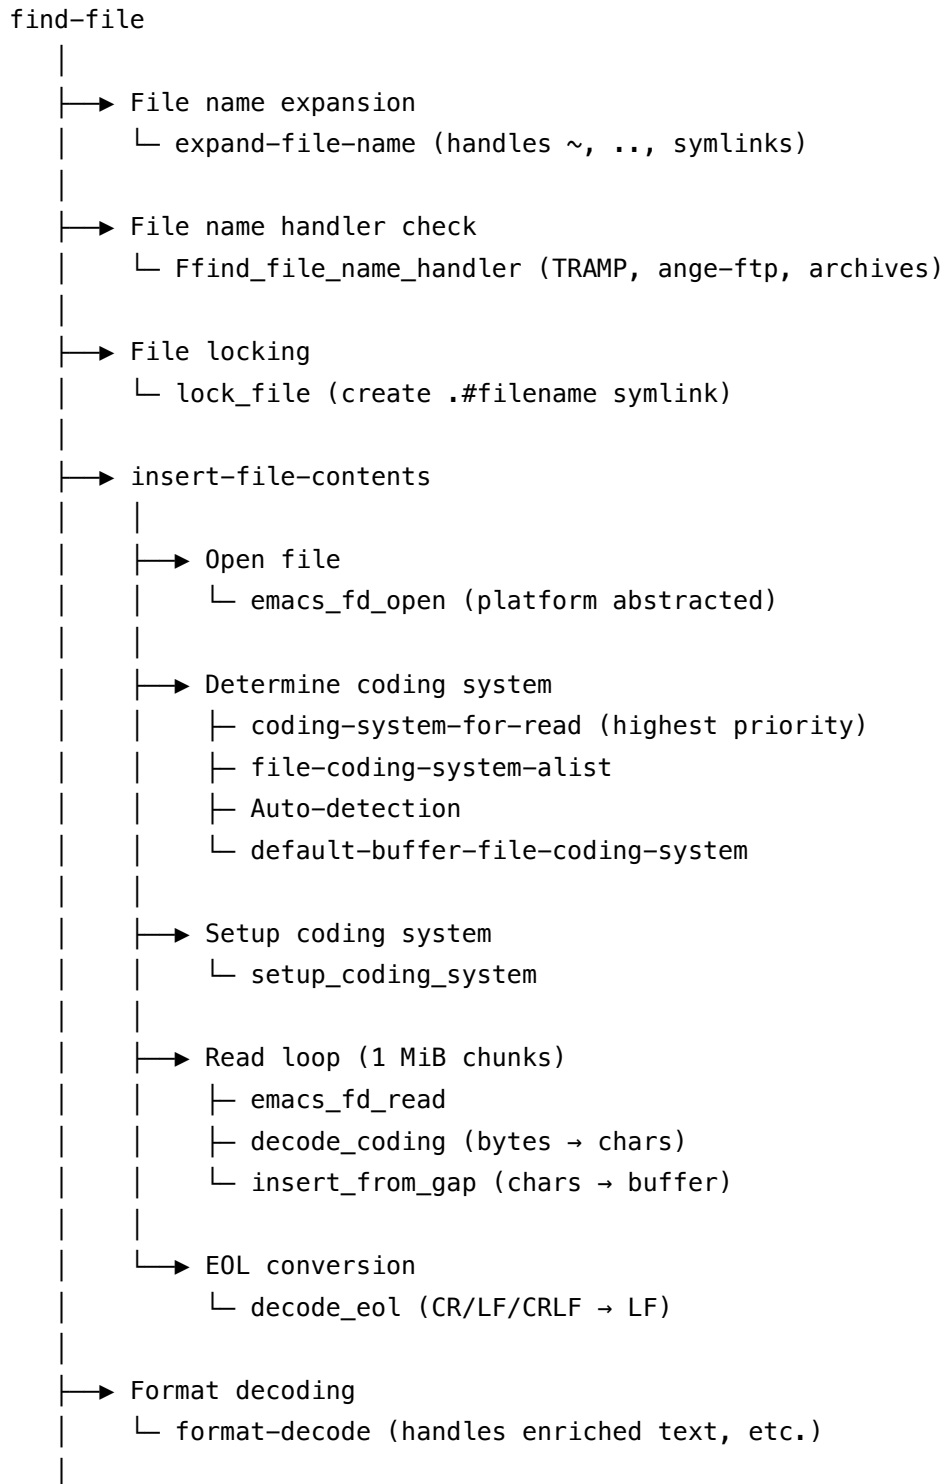 find-file
│
├──▶ File name expansion
│    └─ expand-file-name (handles ~, .., symlinks)
│
├──▶ File name handler check
│    └─ Ffind_file_name_handler (TRAMP, ange-ftp, archives)
│
├──▶ File locking
│    └─ lock_file (create .#filename symlink)
│
├──▶ insert-file-contents
│    │
│    ├──▶ Open file
│    │    └─ emacs_fd_open (platform abstracted)
│    │
│    ├──▶ Determine coding system
│    │    ├─ coding-system-for-read (highest priority)
│    │    ├─ file-coding-system-alist
│    │    ├─ Auto-detection
│    │    └─ default-buffer-file-coding-system
│    │
│    ├──▶ Setup coding system
│    │    └─ setup_coding_system
│    │
│    ├──▶ Read loop (1 MiB chunks)
│    │    ├─ emacs_fd_read
│    │    ├─ decode_coding (bytes → chars)
│    │    └─ insert_from_gap (chars → buffer)
│    │
│    └──▶ EOL conversion
│         └─ decode_eol (CR/LF/CRLF → LF)
│
├──▶ Format decoding
│    └─ format-decode (handles enriched text, etc.)
│